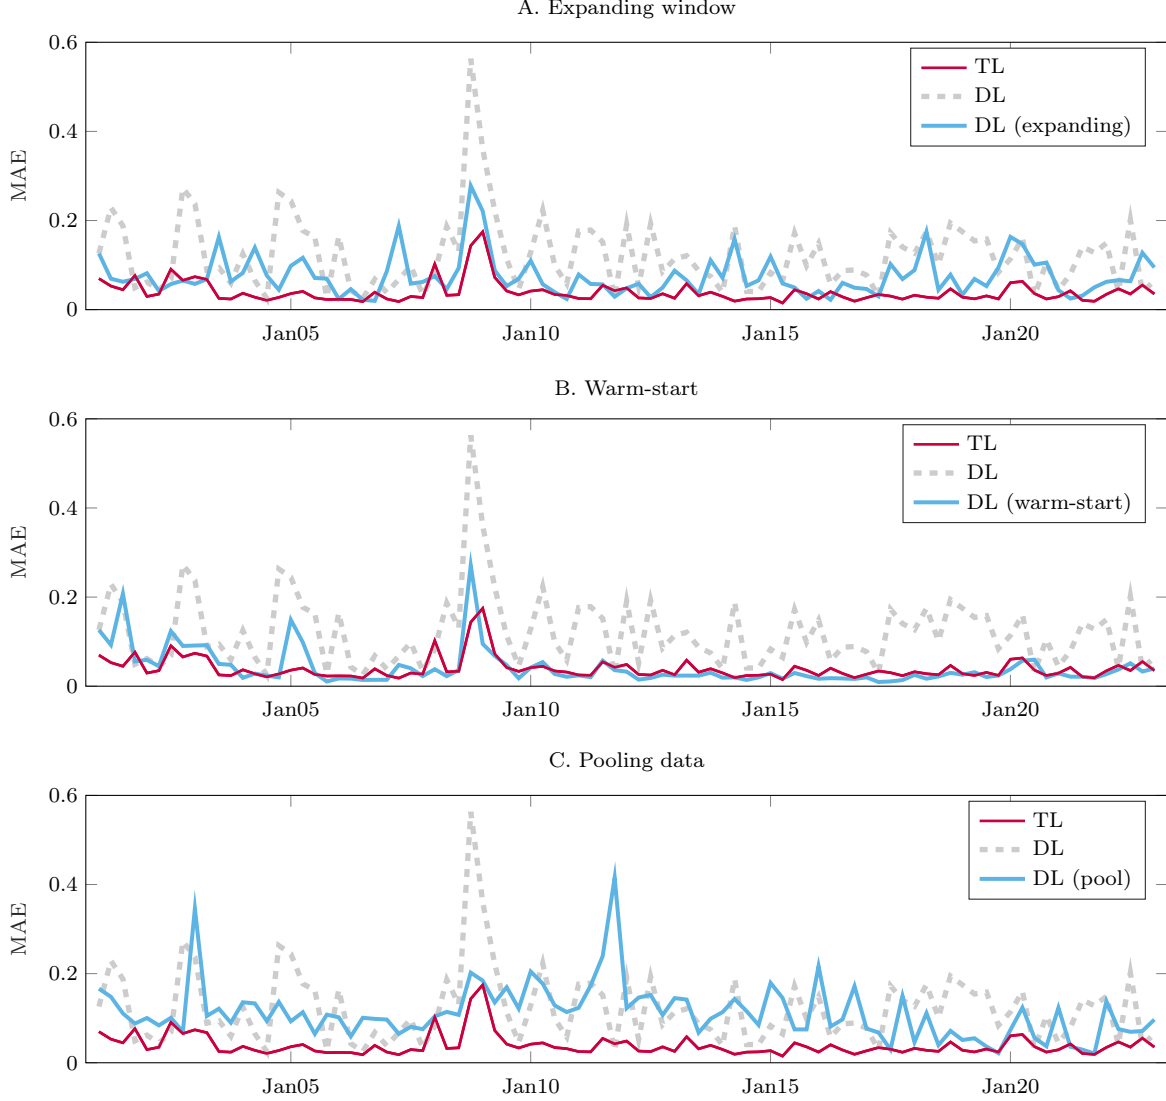 A. Expanding window
0.6
0.4
0.2
0
MAE
TL
DL
DL (expanding)
Jan05 Jan10 Jan15 Jan20
B. Warm-start
0.6
0.4
0.2
0
MAE
TL
DL
DL (warm-start)
Jan05 Jan10 Jan15 Jan20
C. Pooling data
0.6
0.4
0.2
0
MAE
TL
DL
DL (pool)
Jan05 Jan10 Jan15 Jan20